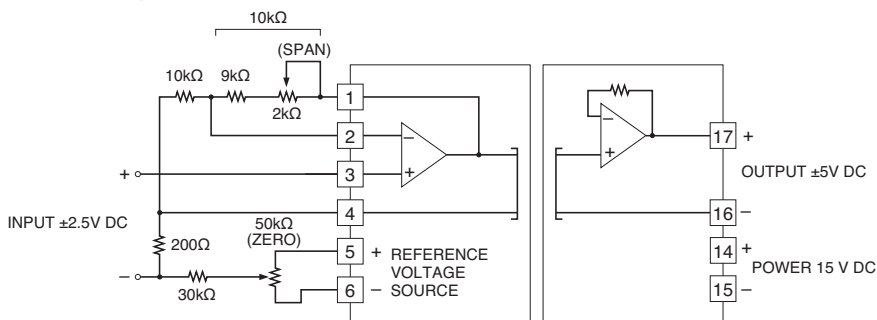 10kΩ
(SPAN)
10kΩ
9kΩ
2kΩ
1
2
3
4
5
6
+
INPUT ±2.5V DC
–
200Ω
30kΩ
50kΩ
(ZERO)
+ REFERENCE
VOLTAGE
– SOURCE
–
+
–
+
17 +
OUTPUT ±5V DC
16 –
14 +
POWER 15 V DC
15 –